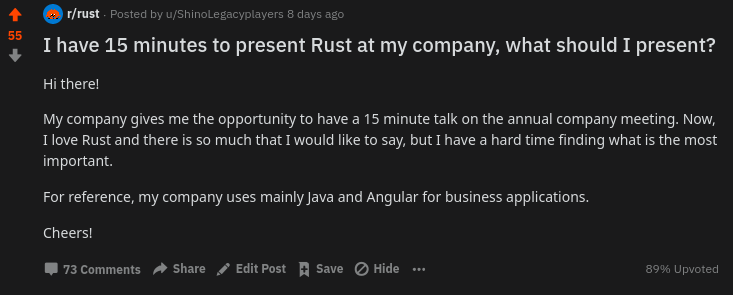 r/rust · Posted by u/ShinoLegacyplayers 8 days ago
55
I have 15 minutes to present Rust at my company, what should I present?
Hi there!
My company gives me the opportunity to have a 15 minute talk on the annual company meeting. Now,
I love Rust and there is so much that I would like to say, but I have a hard time finding what is the most
important.
For reference, my company uses mainly Java and Angular for business applications.
Cheers!
73 Comments Share Edit Post Save Hide ··· 89% Upvoted